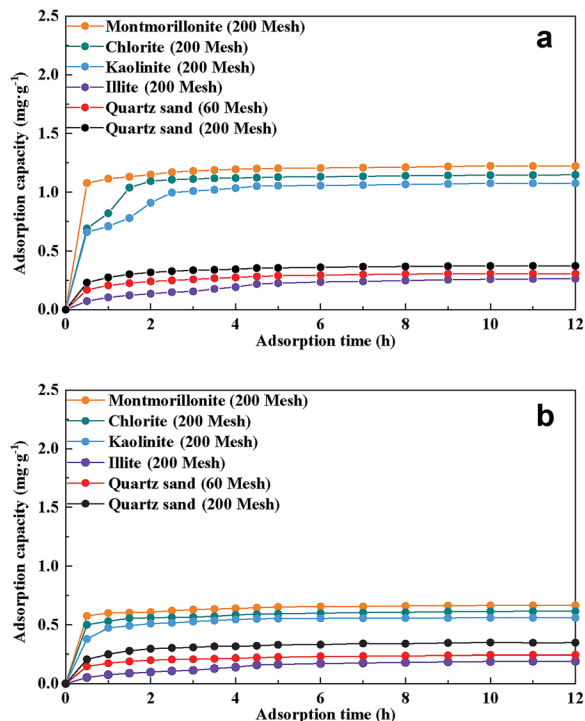 2.5
a
Montmorillonite (200 Mesh)
Chlorite (200 Mesh)
2.0
Kaolinite (200 Mesh)
Illite (200 Mesh)
Quartz sand (60 Mesh)
1.5
Quartz sand (200 Mesh)
Adsorption capacity (mg·g-1)
1.0
0.5
0.0
0 2 4 6 8 10 12
Adsorption time (h)
2.5
b
Montmorillonite (200 Mesh)
Chlorite (200 Mesh)
2.0
Kaolinite (200 Mesh)
Illite (200 Mesh)
Quartz sand (60 Mesh)
1.5
Quartz sand (200 Mesh)
Adsorption capacity (mg·g-1)
1.0
0.5
0.0
0 2 4 6 8 10 12
Adsorption time (h)